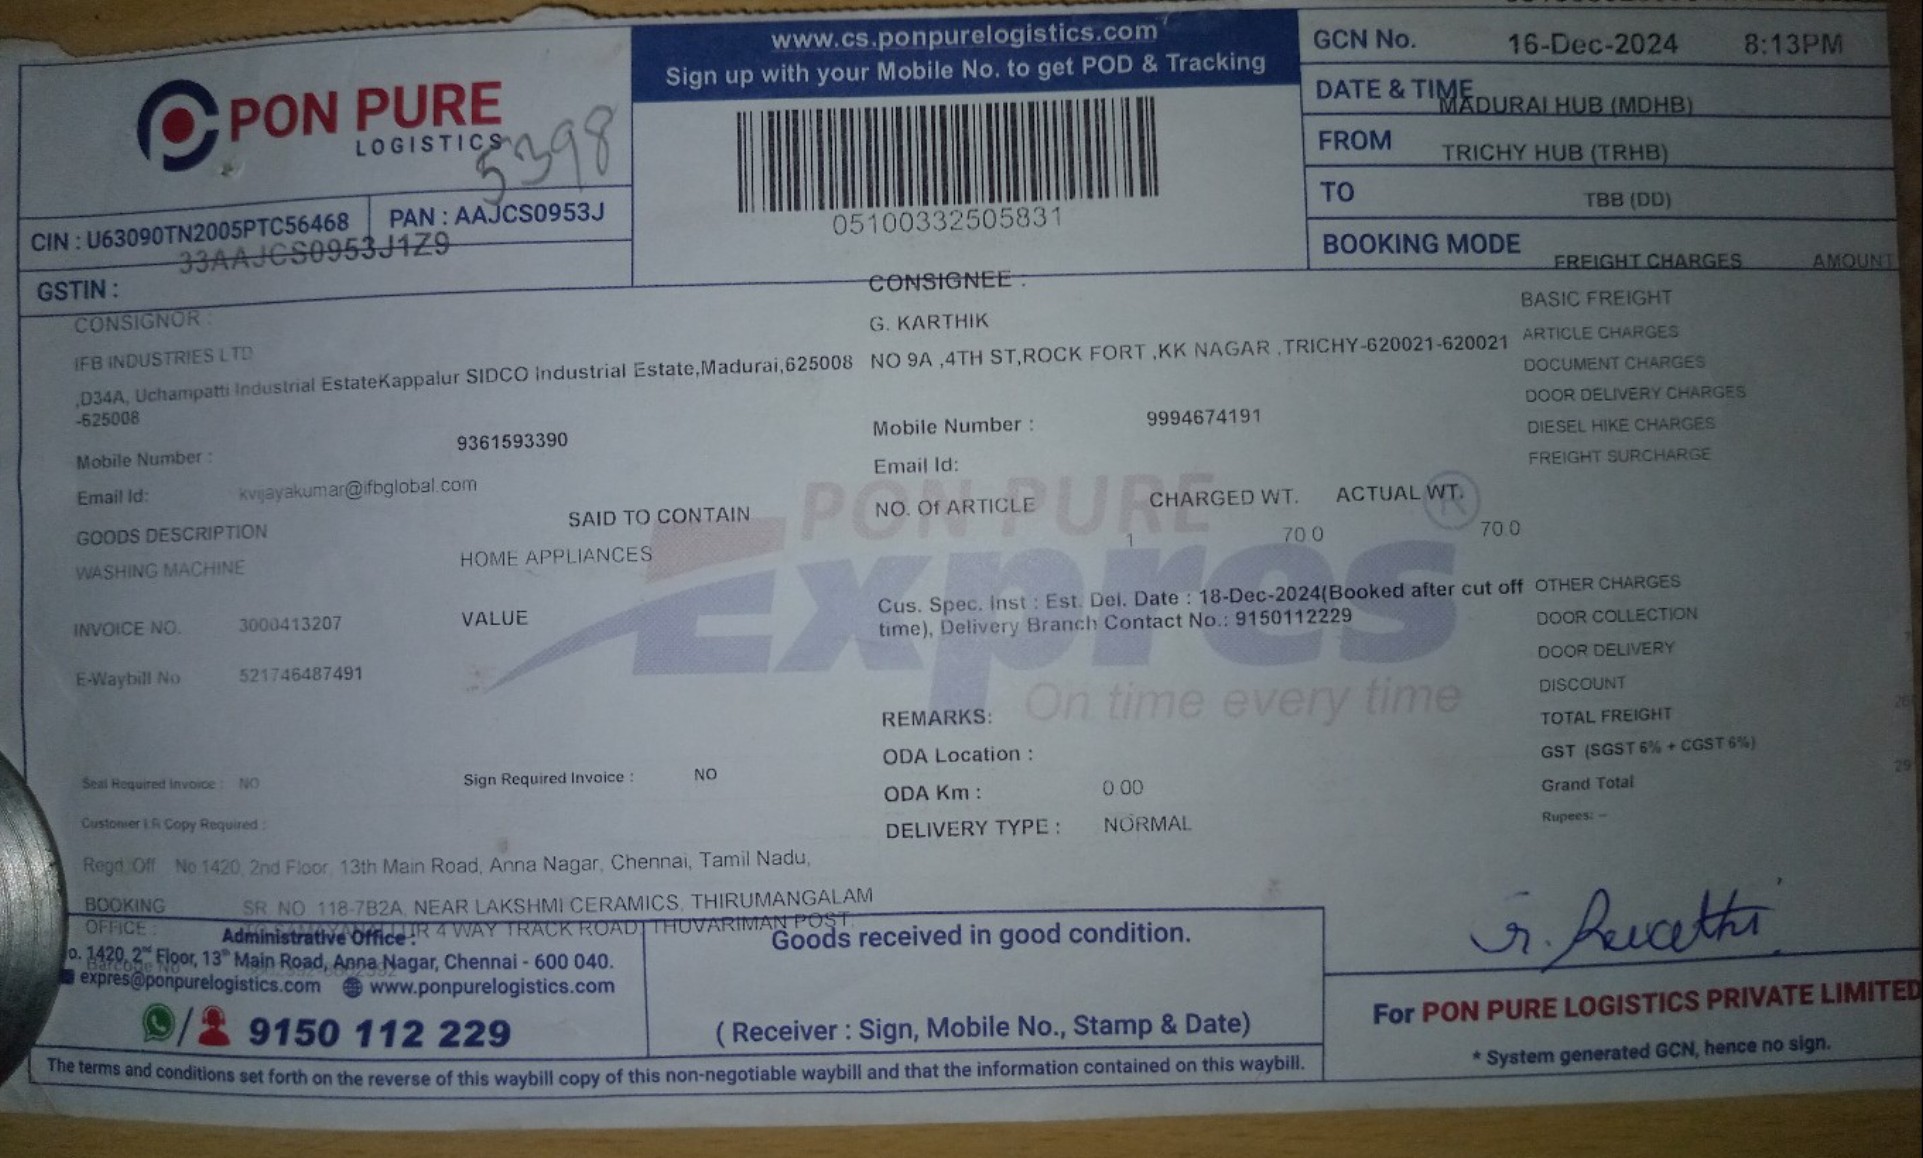 www.cs.ponpurelogistics.com
Sign up with your Mobile No. to get POD & Tracking
PON PURE
LOGISTICS
5398
CIN : U63090TN2005PTC56468
PAN : AAJCS0953J
33AAJCS0953J1Z9
GSTIN :
05100332505831
GCN No. 16-Dec-2024 8:13PM
DATE & TIME
MADURAI HUB (MDHB)
FROM
TRICHY HUB (TRHB)
TO
TBB (DD)
BOOKING MODE
FREIGHT CHARGES AMOUNT
CONSIGNOR :
IFB INDUSTRIES LTD
,D34A, Uchampatti Industrial EstateKappalur SIDCO Industrial Estate,Madurai,625008
-625008
Mobile Number : 9361593390
Email Id: kvijayakumar@ifbglobal.com
CONSIGNEE :
G. KARTHIK
NO 9A ,4TH ST,ROCK FORT ,KK NAGAR ,TRICHY-620021-620021
Mobile Number : 9994674191
Email Id:
BASIC FREIGHT
ARTICLE CHARGES
DOCUMENT CHARGES
DOOR DELIVERY CHARGES
DIESEL HIKE CHARGES
FREIGHT SURCHARGE
GOODS DESCRIPTION SAID TO CONTAIN
WASHING MACHINE HOME APPLIANCES
NO. Of ARTICLE CHARGED WT. ACTUAL WT.
1 70.0 70.0
PON PURE
Expres
R
On time every time
INVOICE NO. 3000413207 VALUE
E-Waybill No 521746487491
Cus. Spec. Inst : Est. Del. Date : 18-Dec-2024(Booked after cut off
time), Delivery Branch Contact No.: 9150112229
OTHER CHARGES
DOOR COLLECTION
DOOR DELIVERY
DISCOUNT
TOTAL FREIGHT
GST (SGST 6% + CGST 6%)
Grand Total
Rupees: --
REMARKS:
ODA Location :
ODA Km : 0.00
DELIVERY TYPE : NORMAL
Seal Required Invoice : NO Sign Required Invoice : NO
Customer LR Copy Required :
Regd. Off No 1420, 2nd Floor, 13th Main Road, Anna Nagar, Chennai, Tamil Nadu,
BOOKING SR NO 118-7B2A, NEAR LAKSHMI CERAMICS, THIRUMANGALAM
OFFICE : 4 WAY TRACK ROAD, THUVARIMAN POST,
Administrative Office :
o. 1420, 2nd Floor, 13th Main Road, Anna Nagar, Chennai - 600 040.
expres@ponpurelogistics.com www.ponpurelogistics.com
9150 112 229
Goods received in good condition.
( Receiver : Sign, Mobile No., Stamp & Date)
For PON PURE LOGISTICS PRIVATE LIMITED
* System generated GCN, hence no sign.
The terms and conditions set forth on the reverse of this waybill copy of this non-negotiable waybill and that the information contained on this waybill.